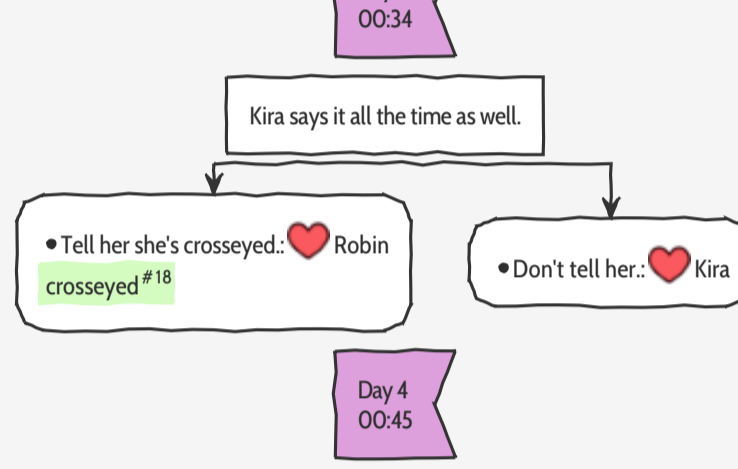 00:34
Kira says it all the time as well.
• Tell her she's crosseyed.: Robin
crosseyed #18
• Don't tell her.: Kira
Day 4
00:45